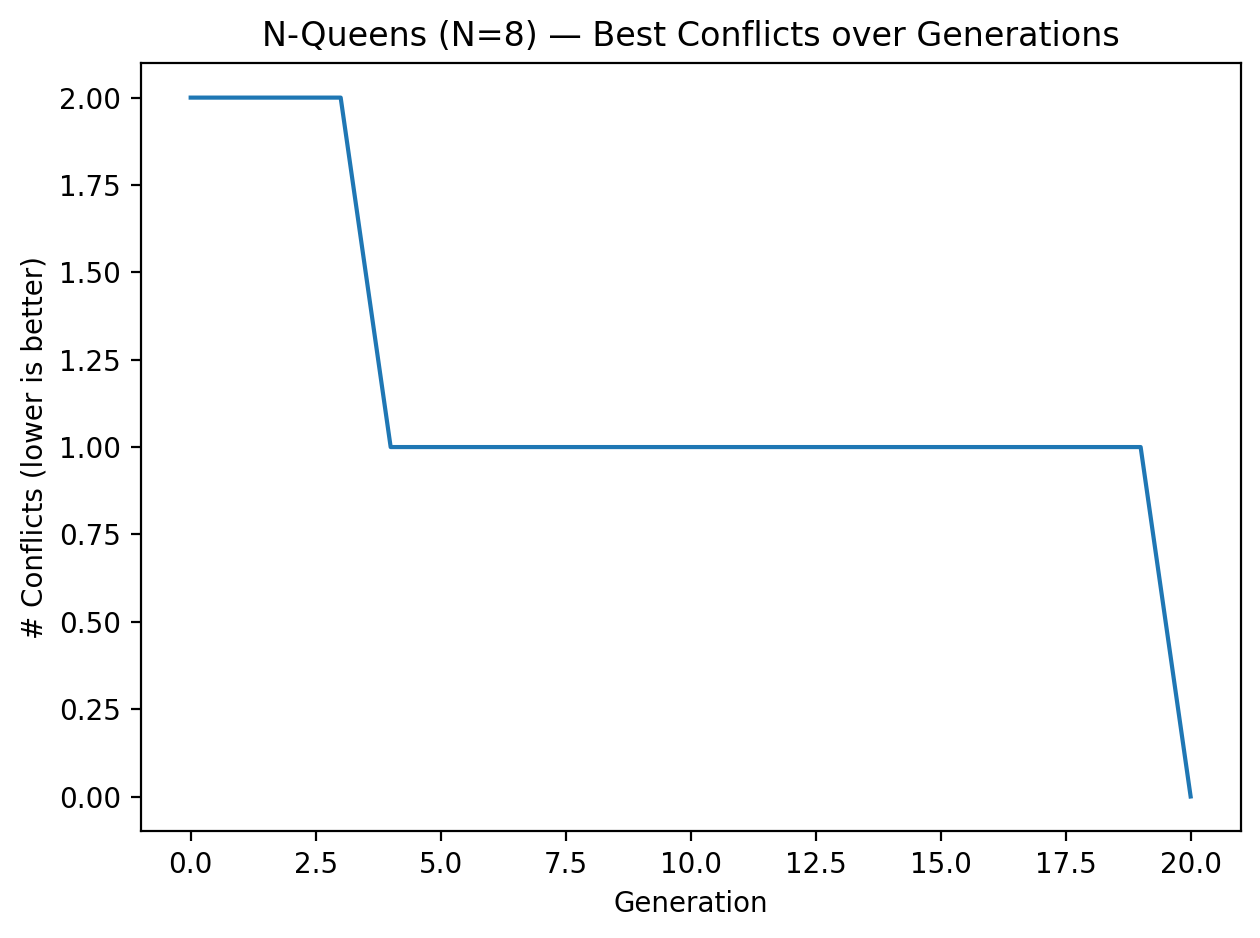 N-Queens (N=8) — Best Conflicts over Generations
# Conflicts (lower is better)
2.00
1.75
1.50
1.25
1.00
0.75
0.50
0.25
0.00
0.0 2.5 5.0 7.5 10.0 12.5 15.0 17.5 20.0
Generation